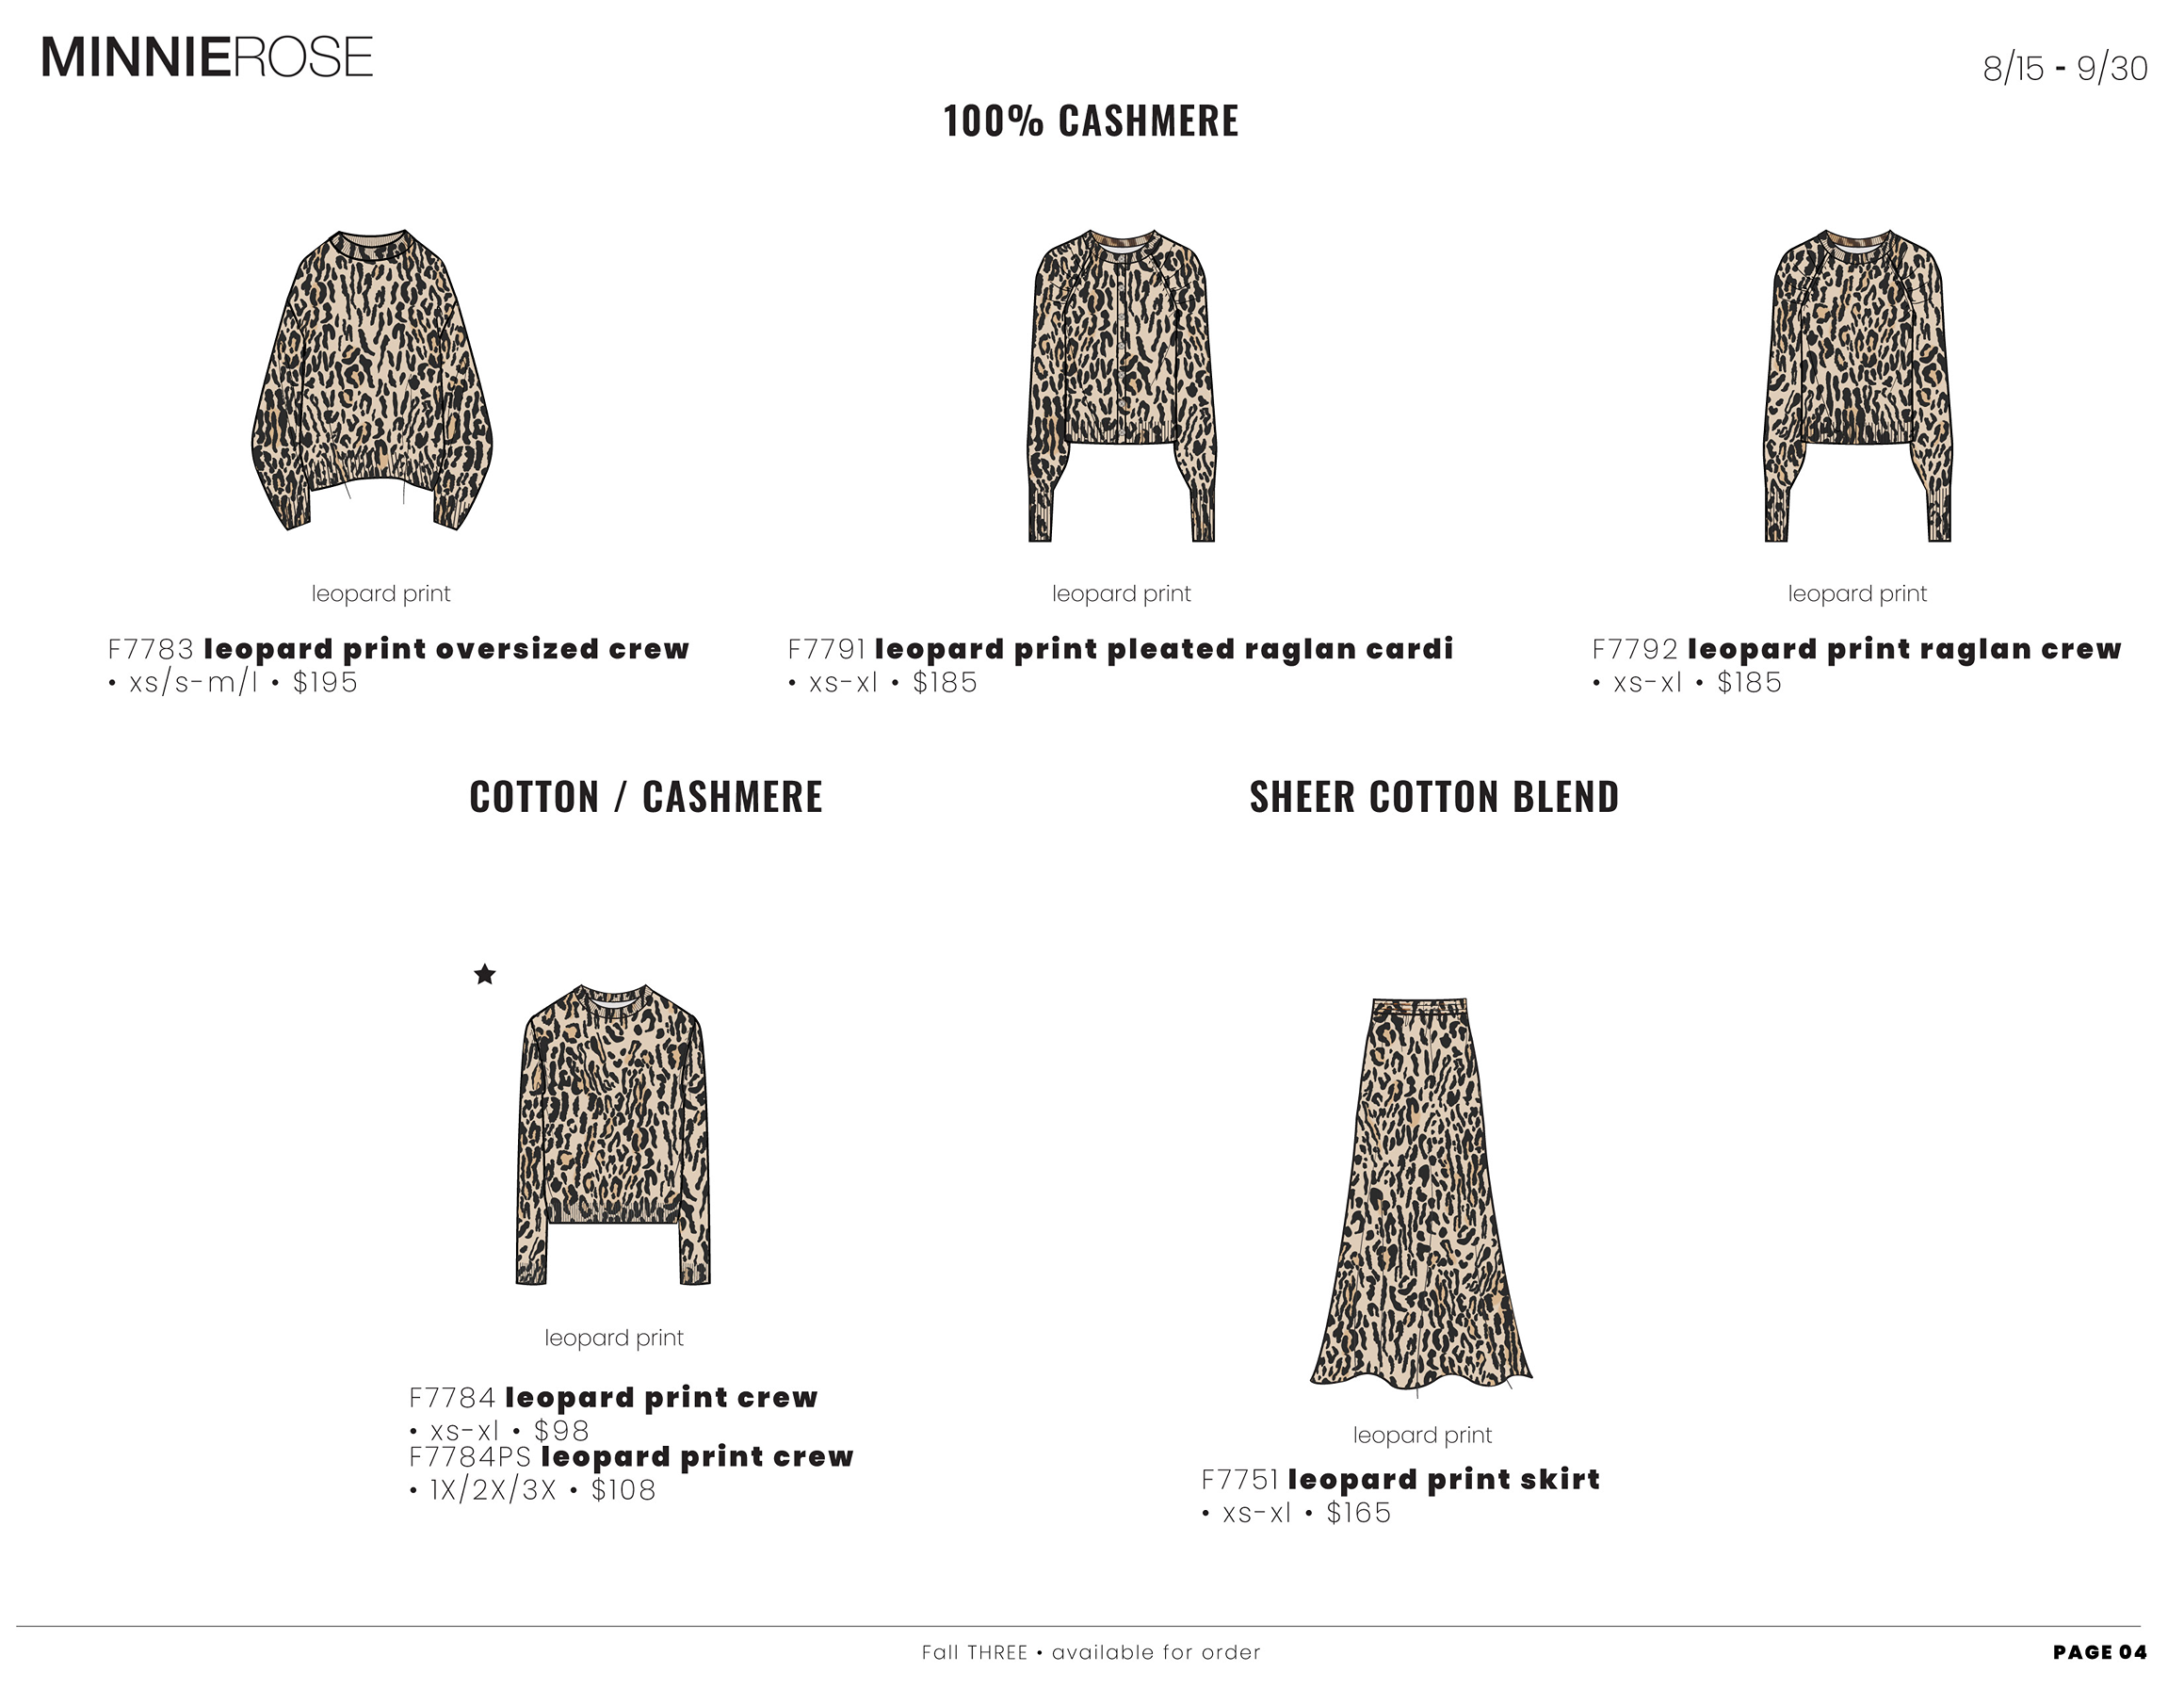 MINNIEROSE
8/15 - 9/30
100% CASHMERE
leopard print
leopard print
leopard print
F7783 leopard print oversized crew
• xs/s-m/l • $195
F7791 leopard print pleated raglan cardi
• xs-xl • $185
F7792 leopard print raglan crew
• xs-xl • $185
COTTON / CASHMERE
SHEER COTTON BLEND
leopard print
F7784 leopard print crew
• xs-xl • $98
F7784PS leopard print crew
• 1X/2X/3X • $108
leopard print
F7751 leopard print skirt
• xs-xl • $165
Fall THREE • available for order
PAGE 04